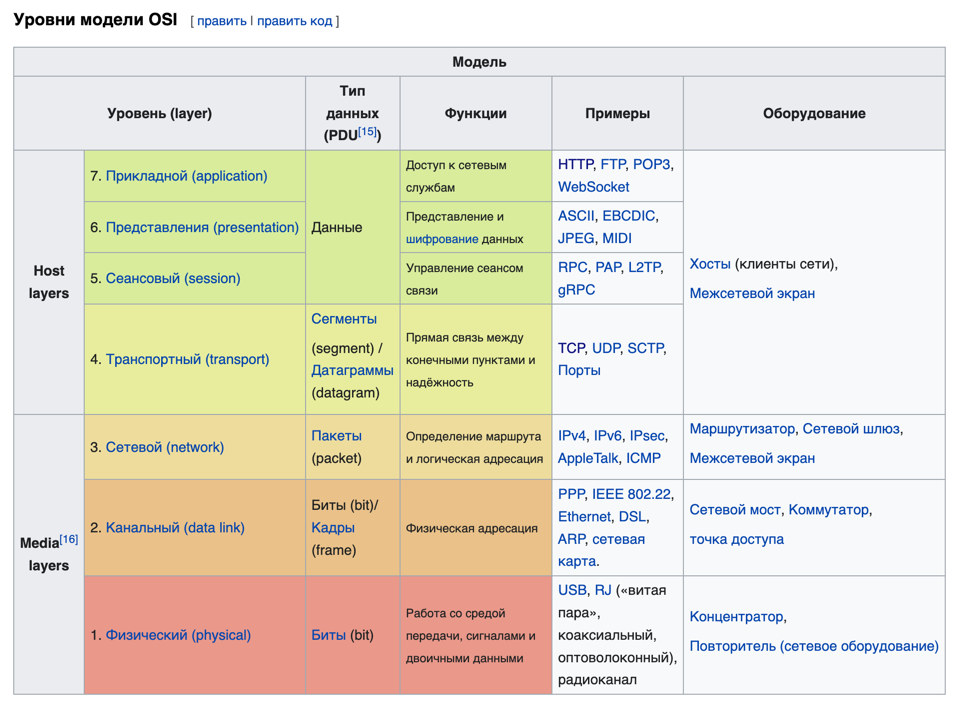 Уровни модели OSI [ править | править код ]
Модель
Уровень (layer)
Тип
данных
(PDU[15])
Функции
Примеры
Оборудование
Host
layers
7. Прикладной (application)
Данные
Доступ к сетевым
службам
HTTP, FTP, POP3,
WebSocket
Хосты (клиенты сети),
Межсетевой экран
6. Представления (presentation)
Представление и
шифрование данных
ASCII, EBCDIC,
JPEG, MIDI
5. Сеансовый (session)
Управление сеансом
связи
RPC, PAP, L2TP,
gRPC
4. Транспортный (transport)
Сегменты
(segment) /
Датаграммы
(datagram)
Прямая связь между
конечными пунктами и
надёжность
TCP, UDP, SCTP,
Порты
Media[16]
layers
3. Сетевой (network)
Пакеты
(packet)
Определение маршрута
и логическая адресация
IPv4, IPv6, IPsec,
AppleTalk, ICMP
Маршрутизатор, Сетевой шлюз,
Межсетевой экран
2. Канальный (data link)
Биты (bit)/
Кадры
(frame)
Физическая адресация
PPP, IEEE 802.22,
Ethernet, DSL,
ARP, сетевая
карта.
Сетевой мост, Коммутатор,
точка доступа
1. Физический (physical)
Биты (bit)
Работа со средой
передачи, сигналами и
двоичными данными
USB, RJ («витая
пара»,
коаксиальный,
оптоволоконный),
радиоканал
Концентратор,
Повторитель (сетевое оборудование)